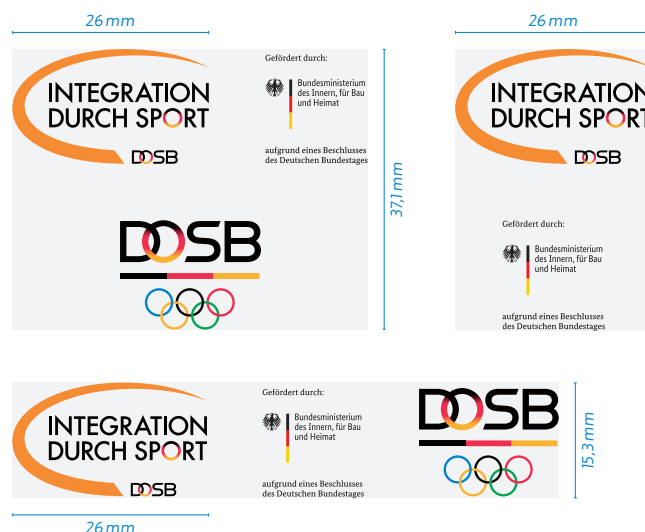 26 mm
INTEGRATION
DURCH SPORT
DOSB
Gefördert durch:
Bundesministerium
des Innern, für Bau
und Heimat
aufgrund eines Beschlusses
des Deutschen Bundestages
DOSB
37,1 mm
26 mm
INTEGRATION
DURCH SPORT
DOSB
Gefördert durch:
Bundesministerium
des Innern, für Bau
und Heimat
aufgrund eines Beschlusses
des Deutschen Bundestages
INTEGRATION
DURCH SPORT
DOSB
26 mm
Gefördert durch:
Bundesministerium
des Innern, für Bau
und Heimat
aufgrund eines Beschlusses
des Deutschen Bundestages
DOSB
15,3 mm